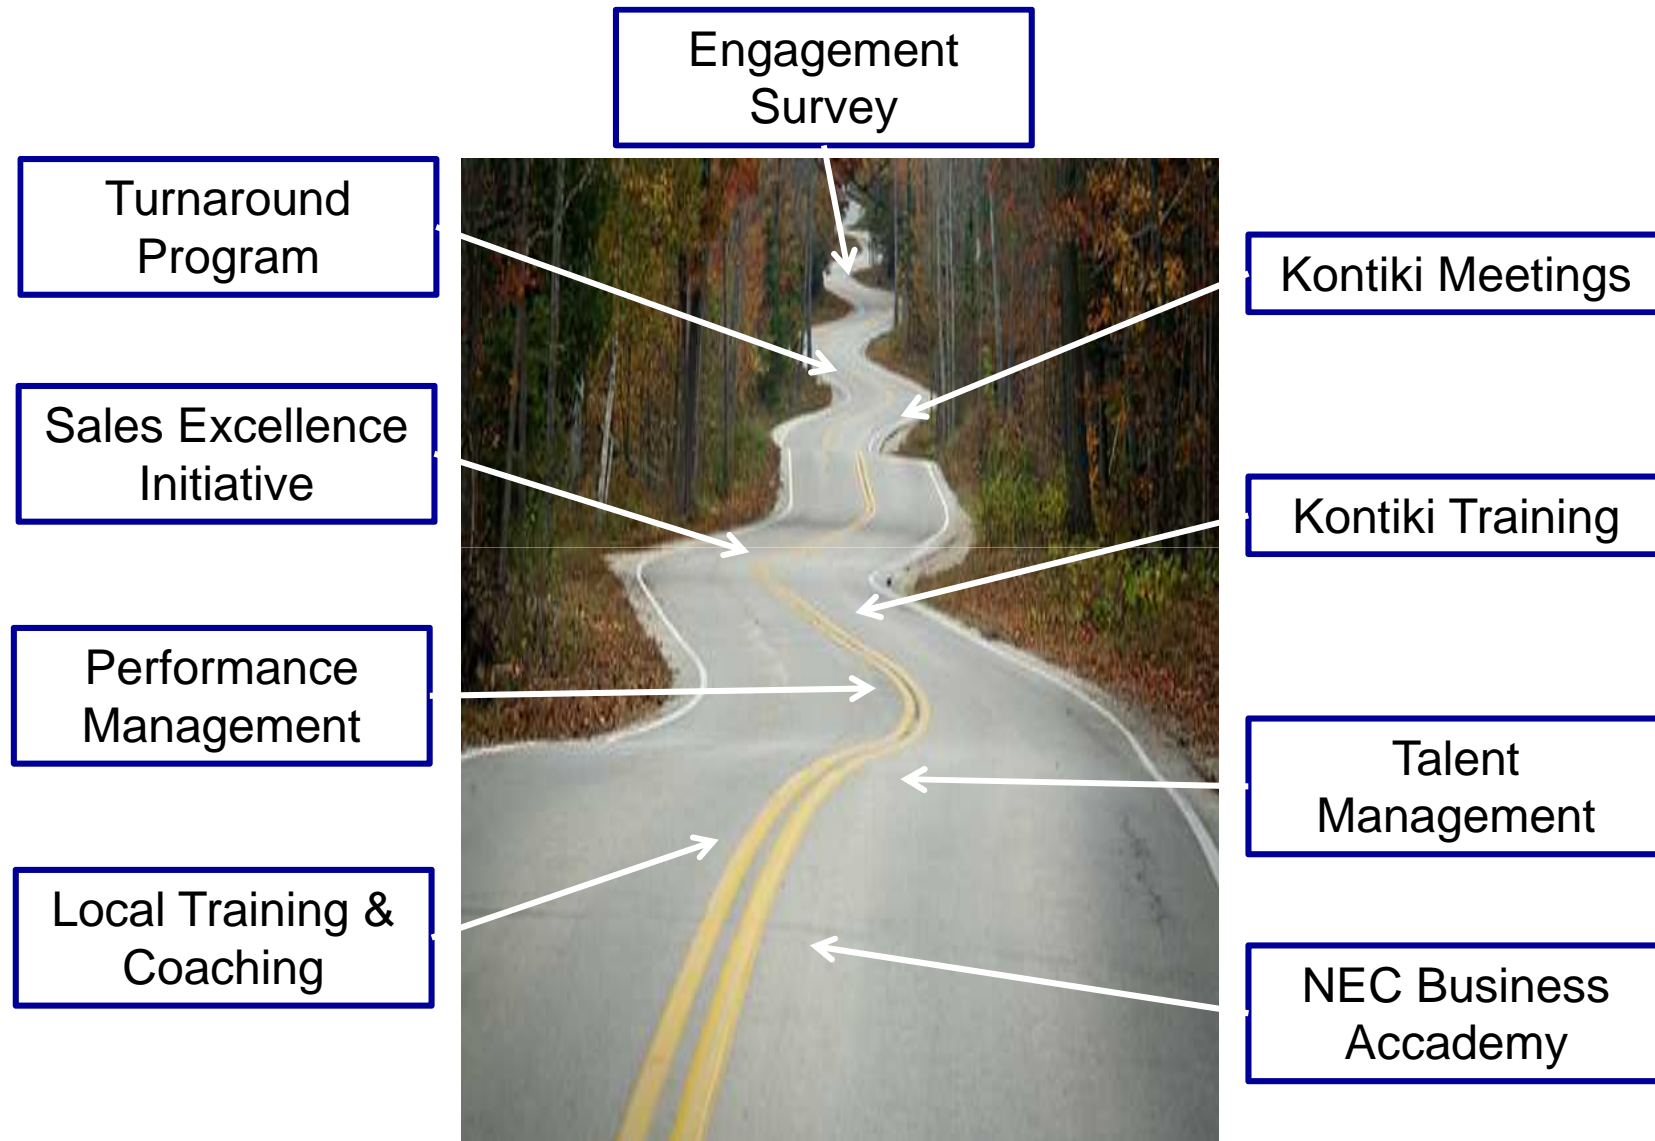 Engagement
Survey
Turnaround
Program
Kontiki Meetings
Sales Excellence
Initiative
Kontiki Training
Performance
Management
Talent
Management
Local Training &
Coaching
NEC Business
Accademy